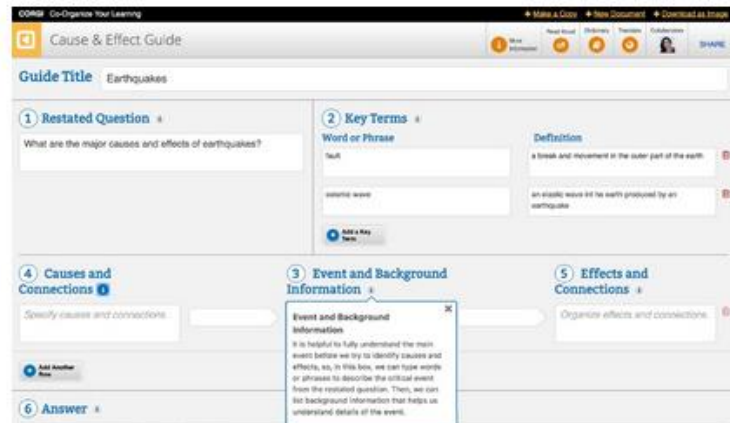 CORGI Co-Organize Your Learning
+ Make a Copy + New Document + Download as Image
Cause & Effect Guide
More Information
Read Aloud
Dictionary
Translate
Collaborators
SHARE
Guide Title
Earthquakes
1 Restated Question
What are the major causes and effects of earthquakes?
2 Key Terms
Word or Phrase
Definition
fault
a break and movement in the outer part of the earth
seismic wave
an elastic wave int he earth produced by an
earthquake
Add a Key
Term
4 Causes and
Connections
Specify causes and connections.
3 Event and Background
Information
5 Effects and
Connections
Organize effects and connections.
Event and Background
Information
It is helpful to fully understand the main
event before we try to identify causes and
effects, so, in this box, we can type words
or phrases to describe the critical event
from the restated question. Then, we can
list background information that helps us
understand details of the event.
Add Another
Row
6 Answer